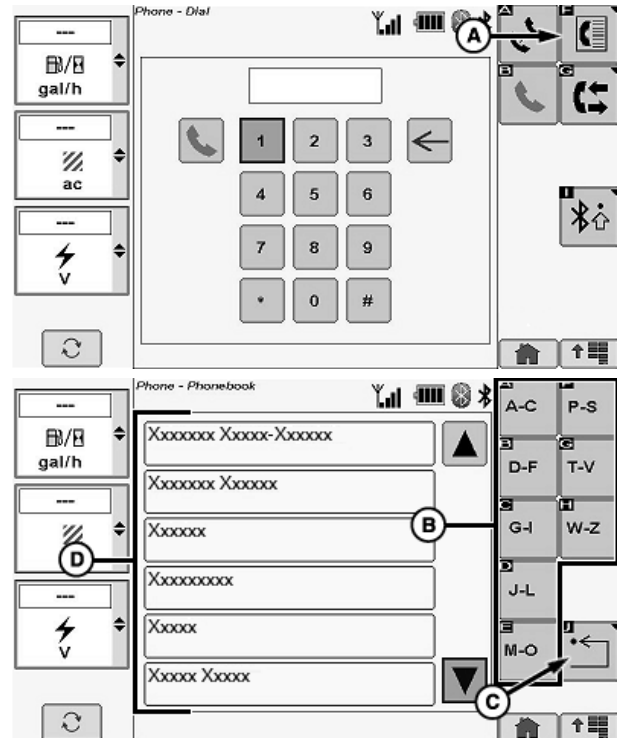 Phone - Dial
---
gal/h
---
ac
---
V
A
A
F
B
G
I
1 2 3
4 5 6
7 8 9
* 0 #
Phone - Phonebook
---
gal/h
---
---
V
Xxxxxxx Xxxxx-Xxxxxx
Xxxxxxx Xxxxxx
Xxxxxx
Xxxxxxxxx
Xxxxx
Xxxxx Xxxxx
D
B
C
A-C P-S
B G
D-F T-V
C H
G-I W-Z
D
J-L
E J
M-O